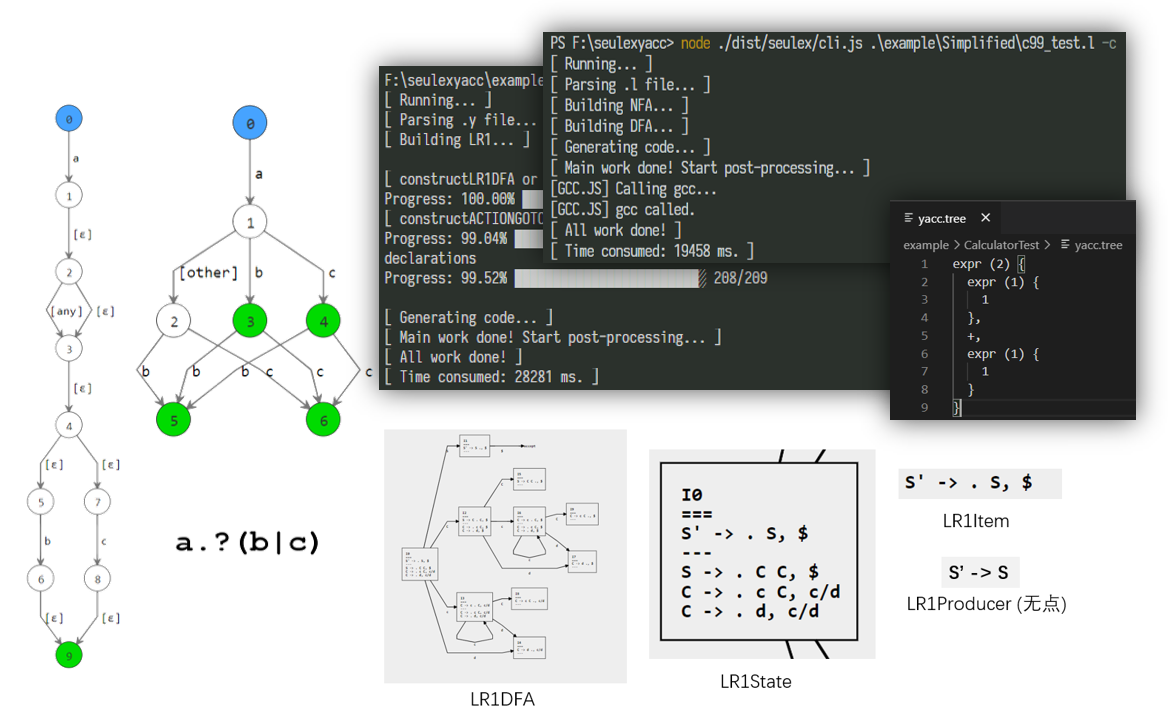 0
a
1
[ε]
2
[any]
[ε]
3
[ε]
4
[ε]
[ε]
5
7
b
c
6
8
[ε]
[ε]
9
0
a
1
[other]
b
c
2
3
4
b
b
b
c
c
c
5
6
a.?(b|c)
F:\seulexyacc\example
[ Running... ]
[ Parsing .y file...
[ Building LR1... ]
[ constructLR1DFA or
Progress: 100.00%
[ constructACTIONGOTO
Progress: 99.04%
declarations
Progress: 99.52% 208/209
[ Generating code... ]
[ Main work done! Start post-processing... ]
[ All work done! ]
[ Time consumed: 28281 ms. ]
PS F:\seulexyacc> node ./dist/seulex/cli.js .\example\Simplified\c99_test.l -c
[ Running... ]
[ Parsing .l file... ]
[ Building NFA... ]
[ Building DFA... ]
[ Generating code... ]
[ Main work done! Start post-processing... ]
[GCC.JS] Calling gcc...
[GCC.JS] gcc called.
[ All work done! ]
[ Time consumed: 19458 ms. ]
yacc.tree ×
example > CalculatorTest > yacc.tree
1 expr (2) {
2 expr (1) {
3 1
4 },
5 +,
6 expr (1) {
7 1
8 }
9 }
LR1DFA
I0
===
S' -> . S, $
---
S -> . C C, $
C -> . c C, c/d
C -> . d, c/d
LR1State
S' -> . S, $
LR1Item
S' -> S
LR1Producer (无点)